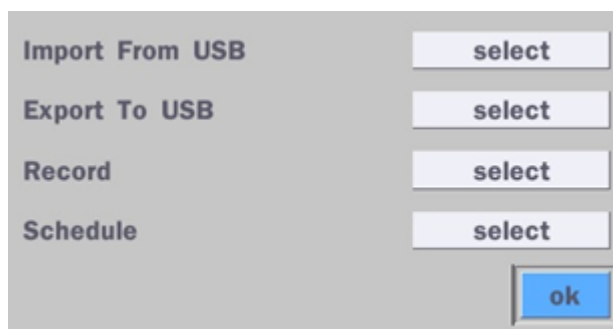 Import From USB select
Export To USB select
Record select
Schedule select
ok